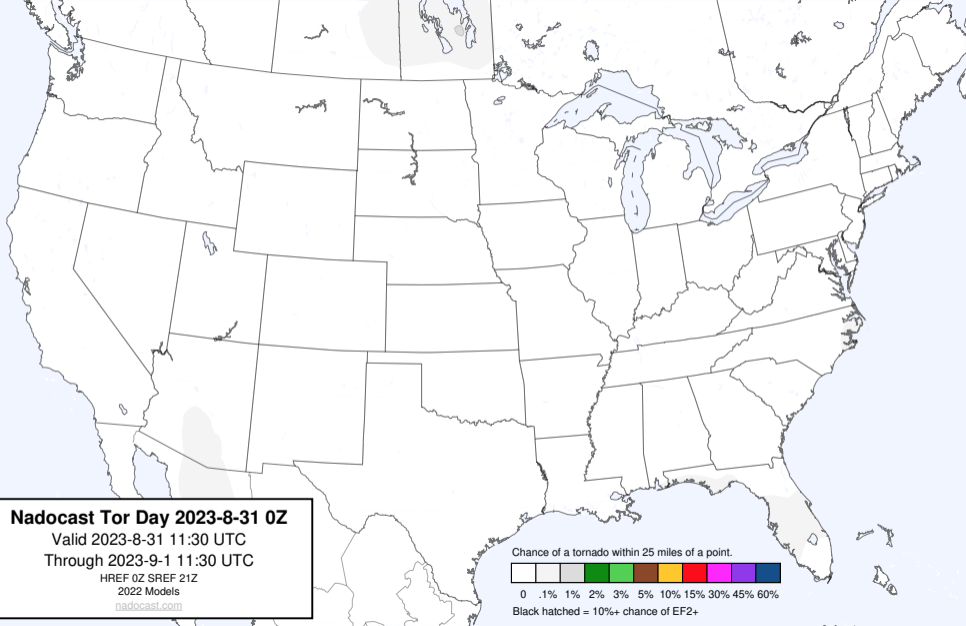 Nadocast Tor Day 2023-8-31 0Z
Valid 2023-8-31 11:30 UTC
Through 2023-9-1 11:30 UTC
HREF 0Z SREF 21Z
2022 Models
nadocast.com
Chance of a tornado within 25 miles of a point.
0 .1% 1% 2% 3% 5% 10% 15% 30% 45% 60%
Black hatched = 10%+ chance of EF2+